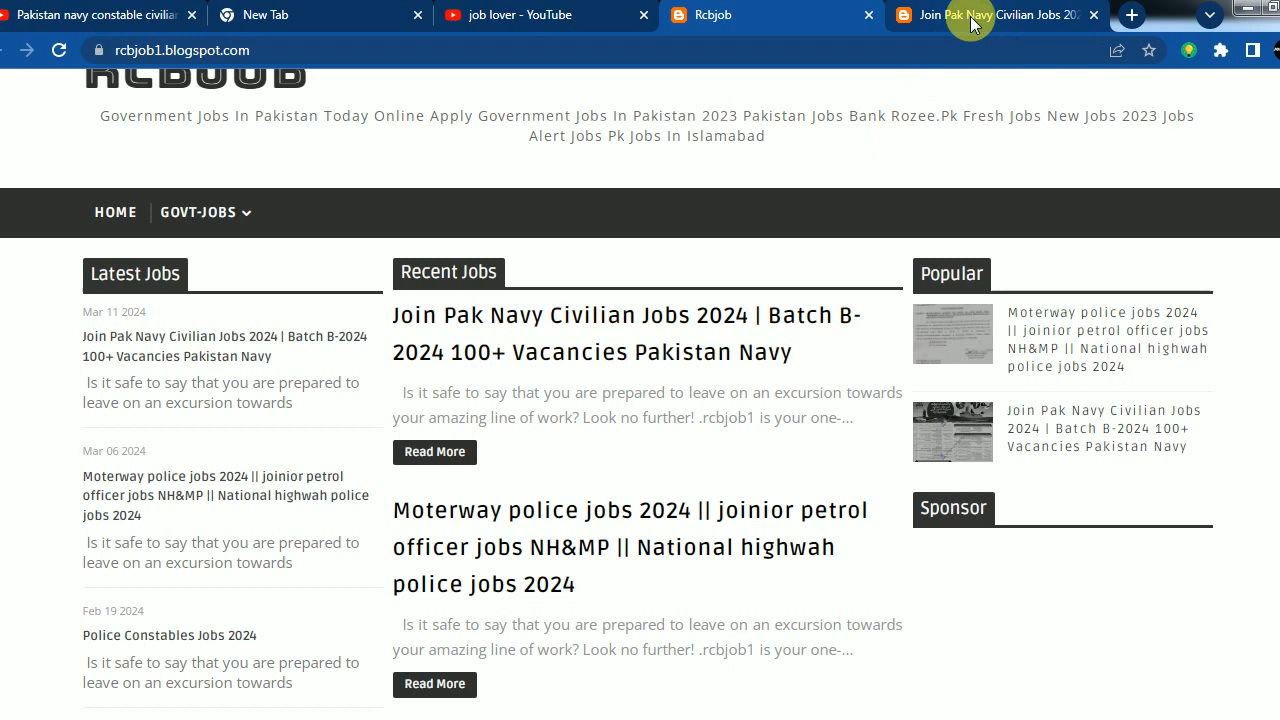 Pakistan navy constable civilian
New Tab
job lover - YouTube
Rcbjob
Join Pak Navy Civilian Jobs 202
rcbjob1.blogspot.com
RCBJOB
Government Jobs In Pakistan Today Online Apply Government Jobs In Pakistan 2023 Pakistan Jobs Bank Rozee.Pk Fresh Jobs New Jobs 2023 Jobs
Alert Jobs Pk Jobs In Islamabad
HOME
GOVT-JOBS
Latest Jobs
Mar 11 2024
Join Pak Navy Civilian Jobs 2024 | Batch B-2024
100+ Vacancies Pakistan Navy
Is it safe to say that you are prepared to
leave on an excursion towards
Mar 06 2024
Moterway police jobs 2024 || joinior petrol
officer jobs NH&MP || National highwah police
jobs 2024
Is it safe to say that you are prepared to
leave on an excursion towards
Feb 19 2024
Police Constables Jobs 2024
Is it safe to say that you are prepared to
leave on an excursion towards
Recent Jobs
Join Pak Navy Civilian Jobs 2024 | Batch B-
2024 100+ Vacancies Pakistan Navy
Is it safe to say that you are prepared to leave on an excursion towards
your amazing line of work? Look no further! .rcbjob1 is your one-...
Read More
Moterway police jobs 2024 || joinior petrol
officer jobs NH&MP || National highwah
police jobs 2024
Is it safe to say that you are prepared to leave on an excursion towards
your amazing line of work? Look no further! .rcbjob1 is your one-...
Read More
Popular
Moterway police jobs 2024
|| joinior petrol officer jobs
NH&MP || National highwah
police jobs 2024
Join Pak Navy Civilian Jobs
2024 | Batch B-2024 100+
Vacancies Pakistan Navy
Sponsor